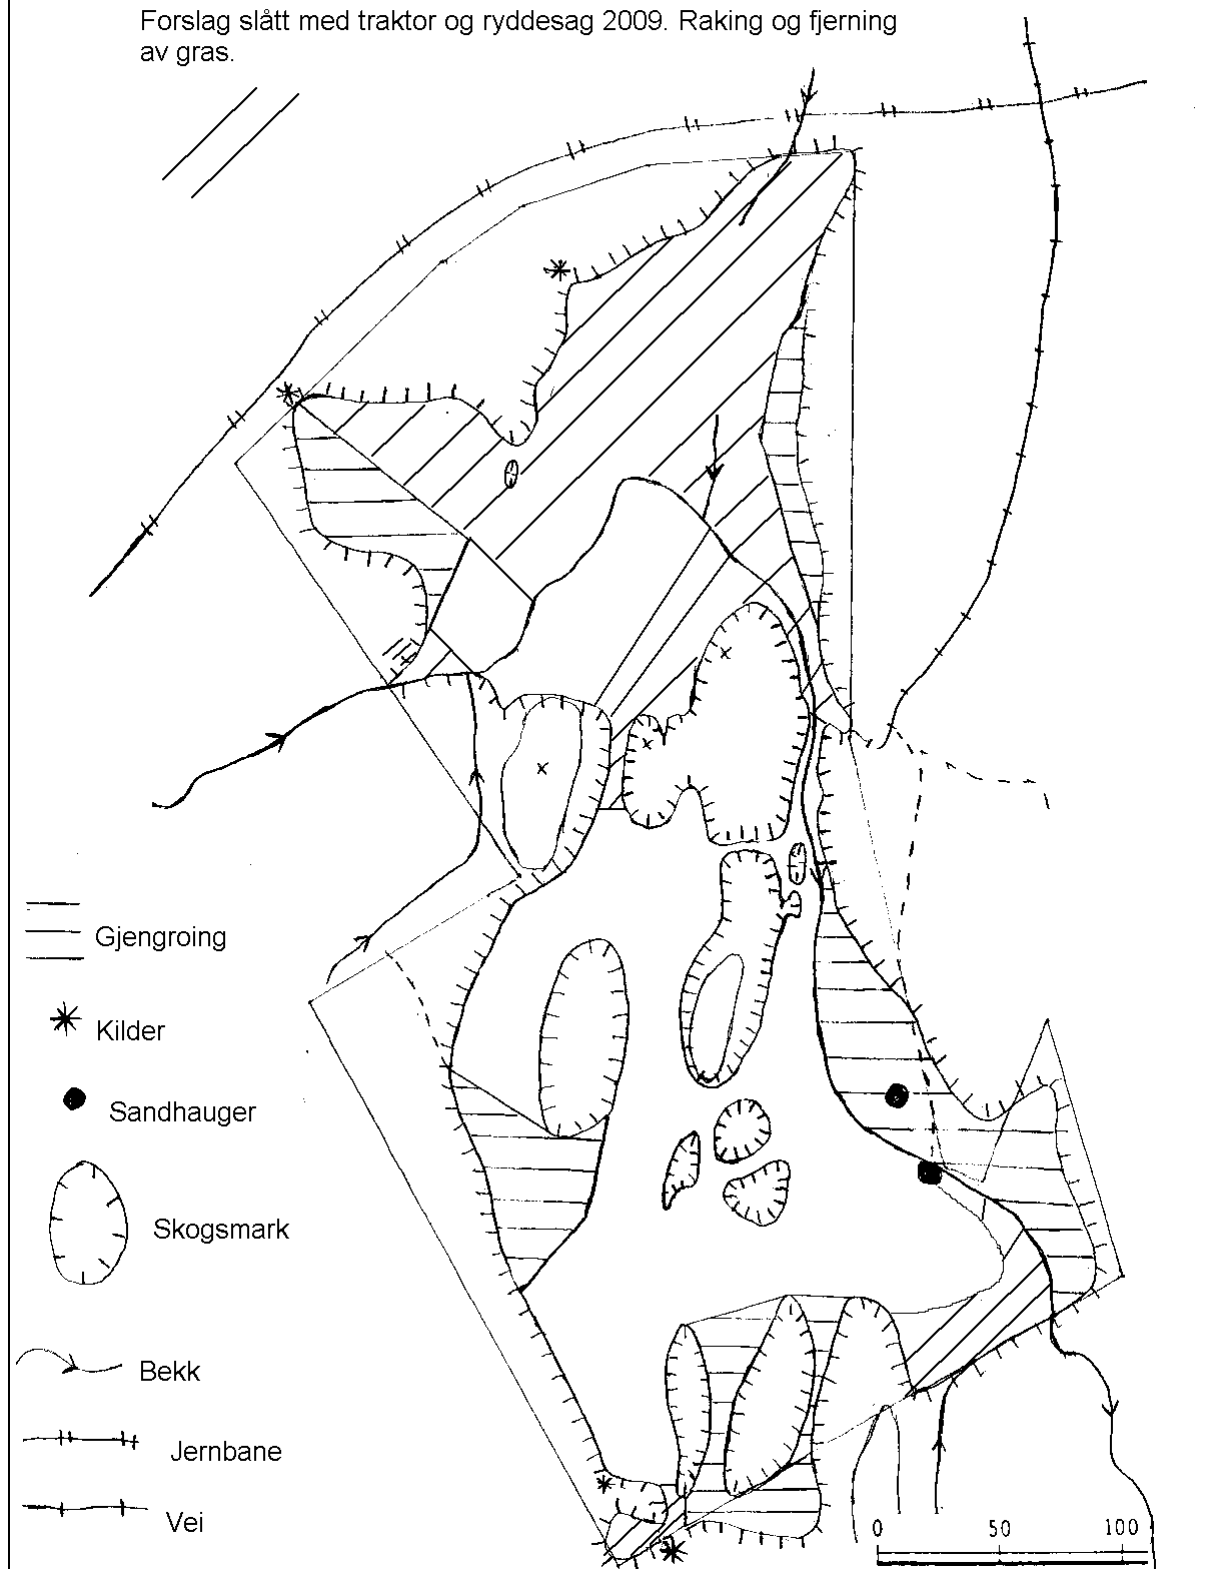 Forslag slått med traktor og ryddesag 2009. Raking og fjerning
av gras.
Gjengroing
Kilder
Sandhauger
Skogsmark
Bekk
Jernbane
Vei
0 50 100